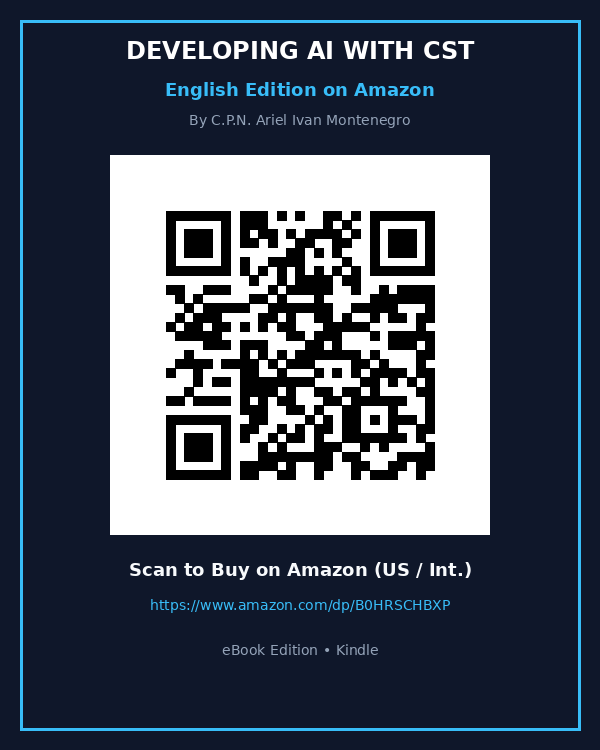 DEVELOPING AI WITH CST
English Edition on Amazon
By C.P.N. Ariel Ivan Montenegro
Scan to Buy on Amazon (US / Int.)
https://www.amazon.com/dp/B0HRSCHBXP
eBook Edition • Kindle